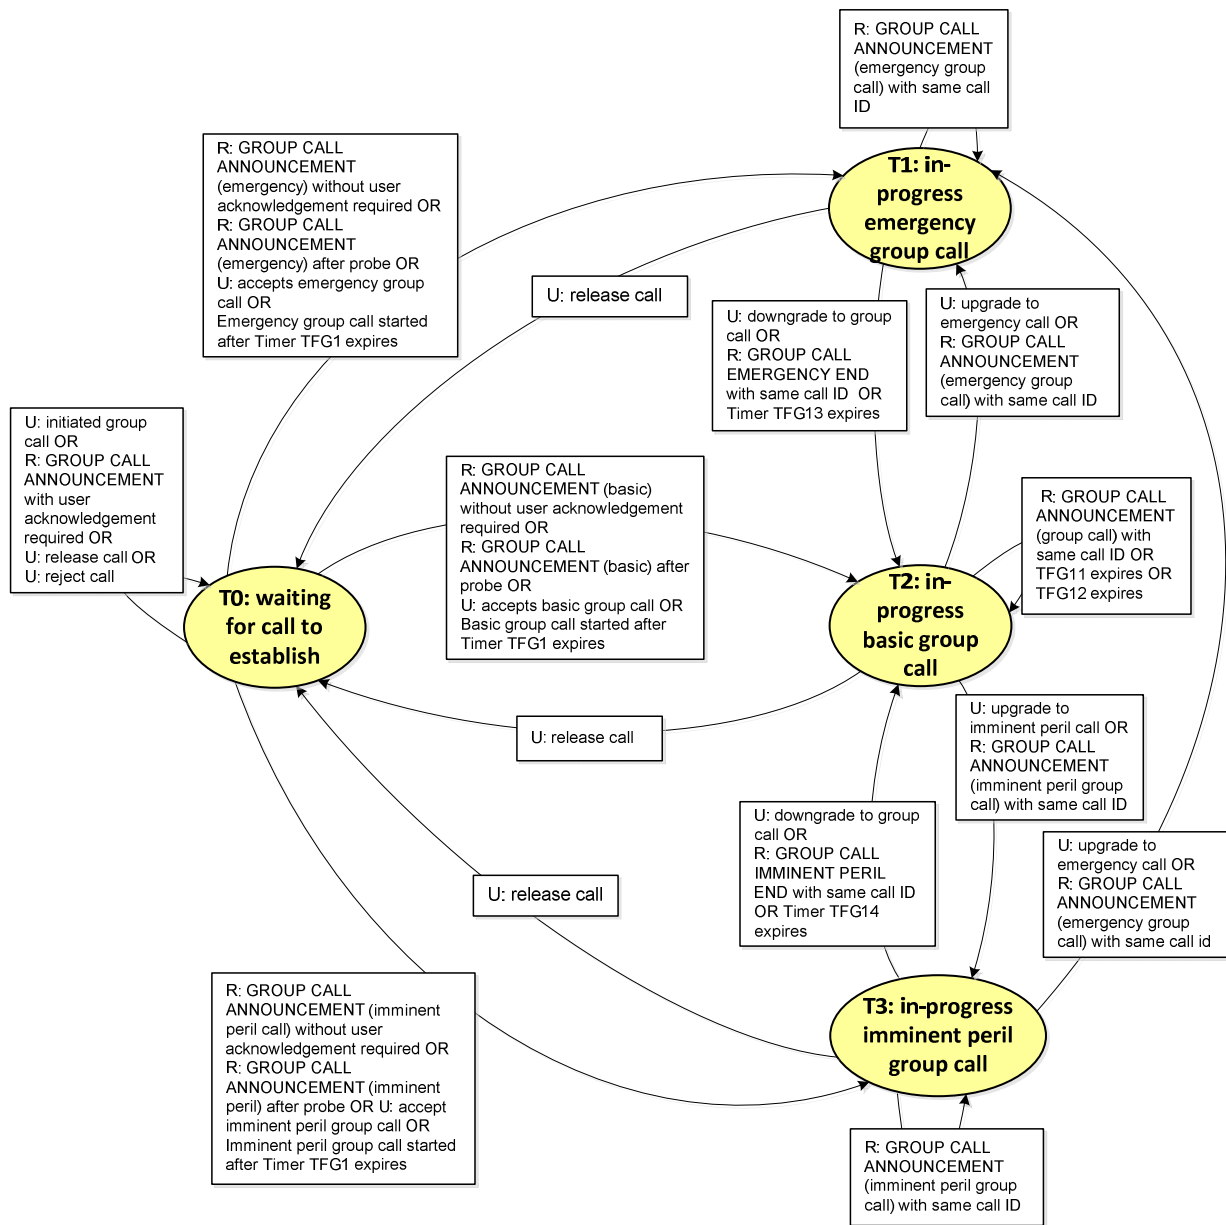 R: GROUP CALL
ANNOUNCEMENT
(emergency group
call) with same call
ID
R: GROUP CALL
ANNOUNCEMENT
(emergency) without user
acknowledgement required OR
R: GROUP CALL
ANNOUNCEMENT
(emergency) after probe OR
U: accepts emergency group
call OR
Emergency group call started
after Timer TFG1 expires
T1: in-
progress
emergency
group call
U: release call
U: downgrade to group
call OR
R: GROUP CALL
EMERGENCY END
with same call ID  OR
Timer TFG13 expires
U: upgrade to
emergency call OR
R: GROUP CALL
ANNOUNCEMENT
(emergency group
call) with same call ID
U: initiated group
call OR
R: GROUP CALL
ANNOUNCEMENT
with user
acknowledgement
required OR
U: release call OR
U: reject call
R: GROUP CALL
ANNOUNCEMENT (basic)
without user acknowledgement
required OR
R: GROUP CALL
ANNOUNCEMENT (basic) after
probe OR
U: accepts basic group call OR
Basic group call started after
Timer TFG1 expires
R: GROUP CALL
ANNOUNCEMENT
(group call) with
same call ID OR
TFG11 expires OR
TFG12 expires
T0: waiting
for call to
establish
T2: in-
progress
basic group
call
U: release call
U: upgrade to
imminent peril call OR
R: GROUP CALL
ANNOUNCEMENT
(imminent peril group
call) with same call ID
U: downgrade to group
call OR
R: GROUP CALL
IMMINENT PERIL
END with same call ID
OR Timer TFG14
expires
U: upgrade to
emergency call OR
R: GROUP CALL
ANNOUNCEMENT
(emergency group
call) with same call id
U: release call
R: GROUP CALL
ANNOUNCEMENT (imminent
peril call) without user
acknowledgement required OR
R: GROUP CALL
ANNOUNCEMENT (imminent
peril) after probe OR U: accept
imminent peril group call OR
Imminent peril group call started
after Timer TFG1 expires
T3: in-progress
imminent peril
group call
R: GROUP CALL
ANNOUNCEMENT
(imminent peril group
call) with same call ID